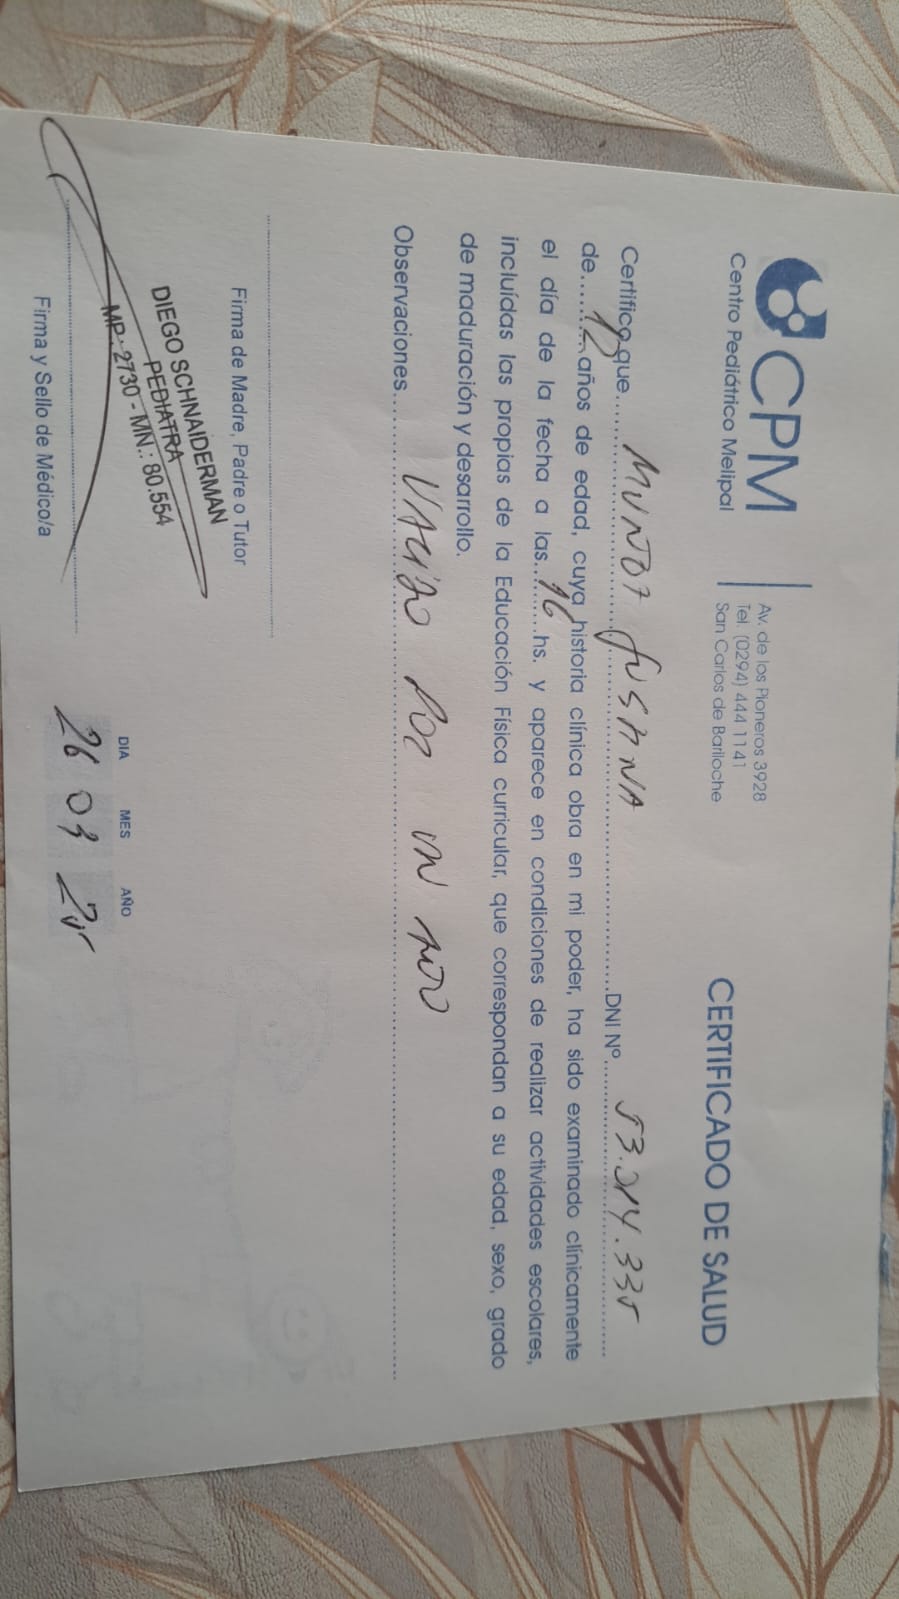 CPM
Centro Pediátrico Melipal
Av. de los Pioneros 3928
Tel. (0294) 444 1141
San Carlos de Bariloche
CERTIFICADO DE SALUD
Certifico que MUNTOZ DNI Nº 53.214.335
de 12 años de edad, cuya historia clínica obra en mi poder, ha sido examinado clínicamente
el día de la fecha a las 16 hs. y aparece en condiciones de realizar actividades escolares,
incluídas las propias de la Educación Física curricular, que correspondan a su edad, sexo, grado
de maduración y desarrollo.
Observaciones VALIDO POR UN AÑO
Firma de Madre, Padre o Tutor
DIEGO SCHNAIDERMAN
PEDIATRA
MP: 2730 - MN.: 80.554
Firma y Sello de Médico/a
DIA MES AÑO
26 03 25